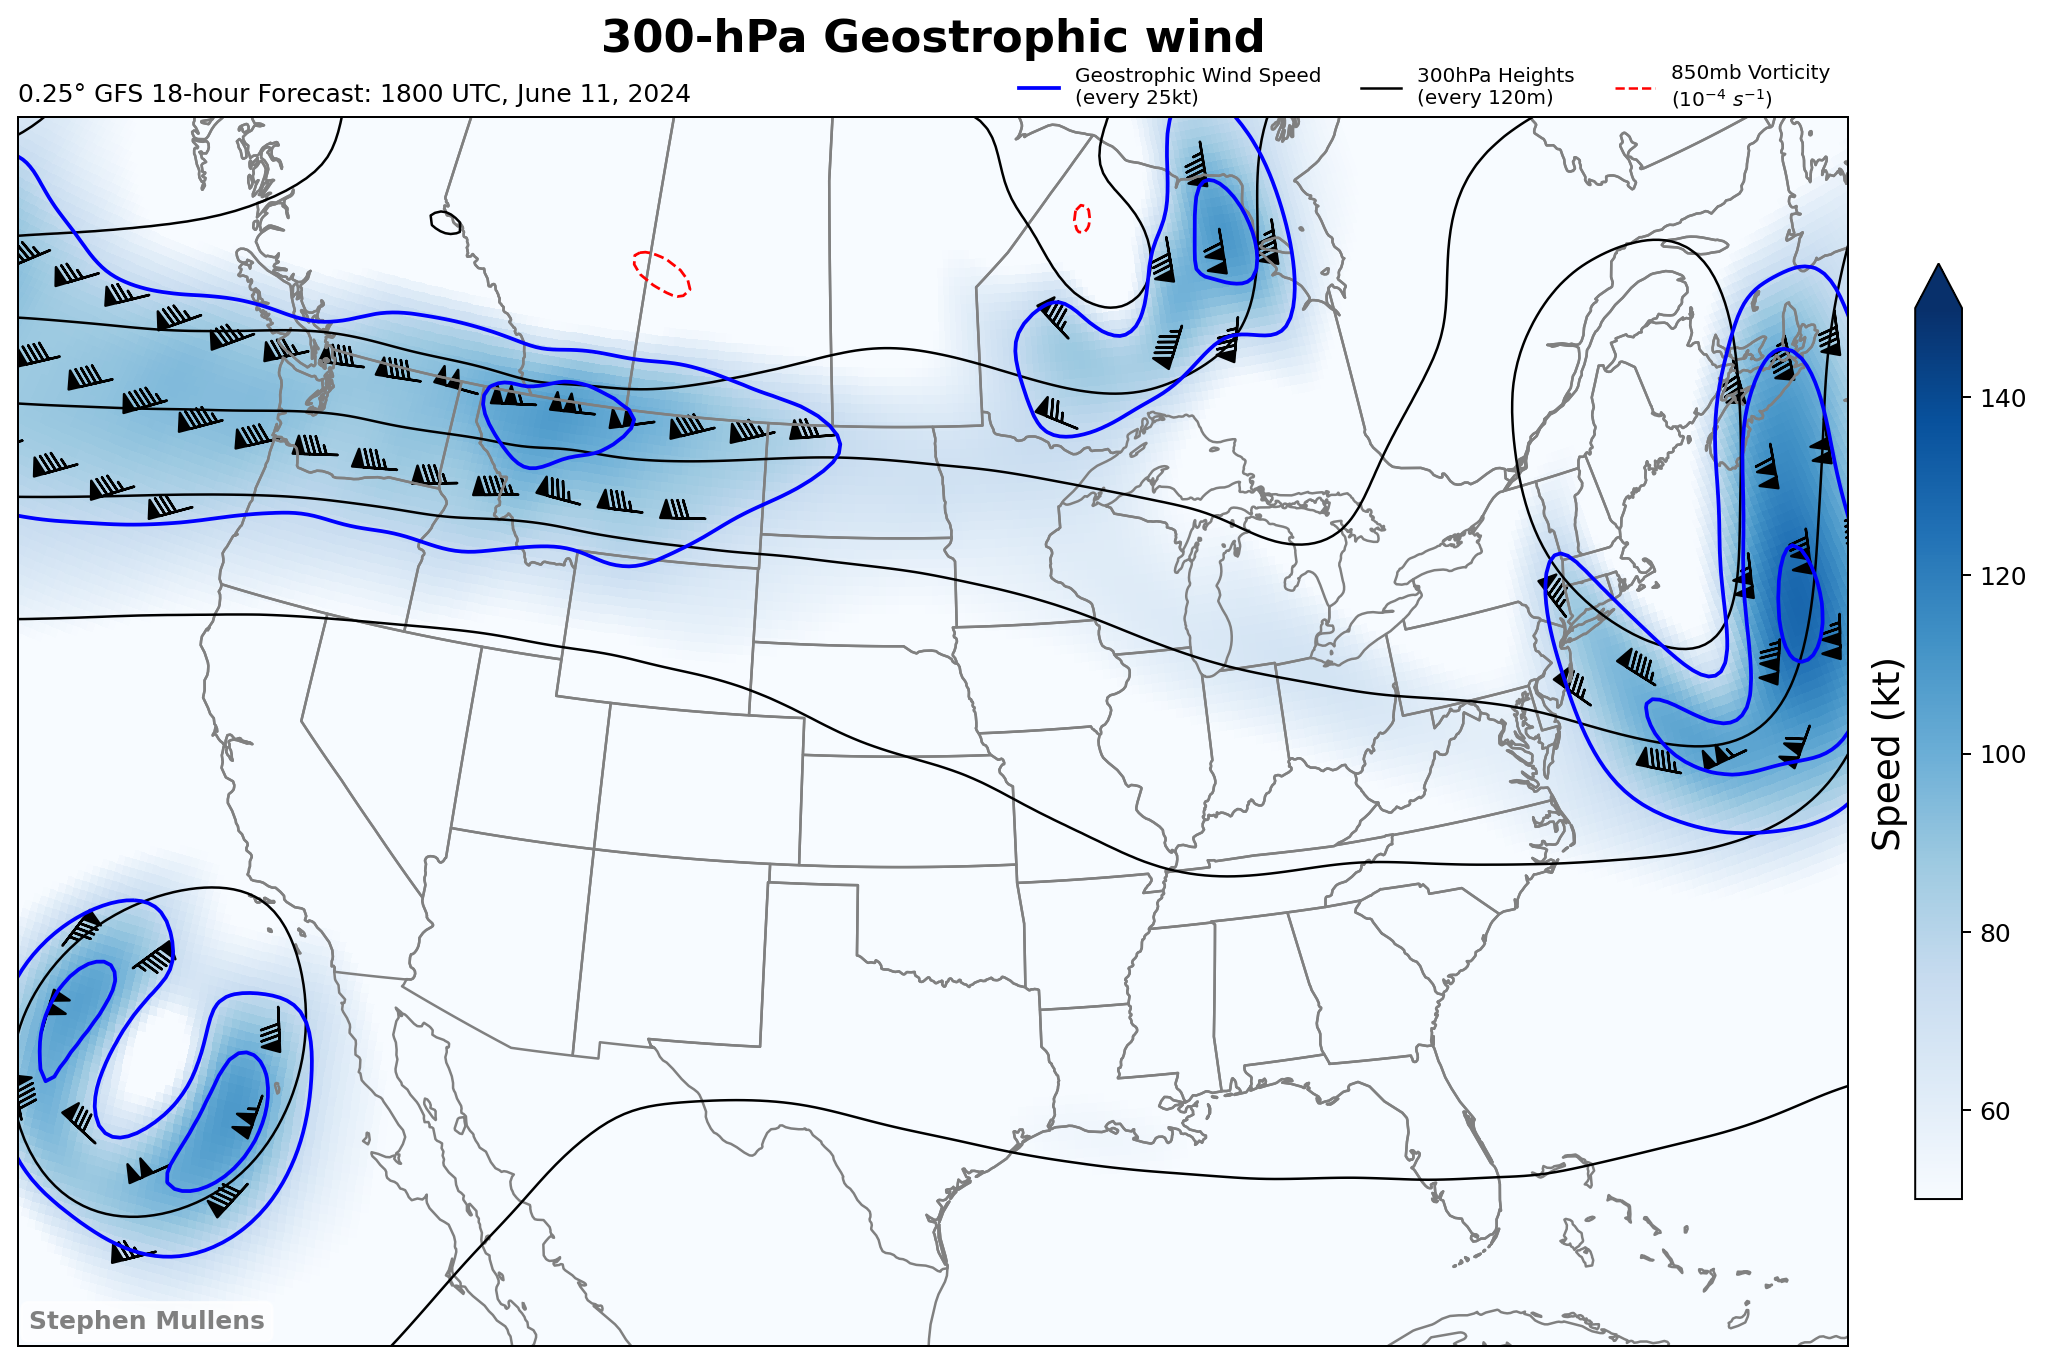 300-hPa Geostrophic wind
0.25° GFS 18-hour Forecast: 1800 UTC, June 11, 2024
Geostrophic Wind Speed
(every 25kt)
300hPa Heights
(every 120m)
850mb Vorticity
(10⁻⁴ s⁻¹)
140
120
100
80
60
Speed (kt)
Stephen Mullens